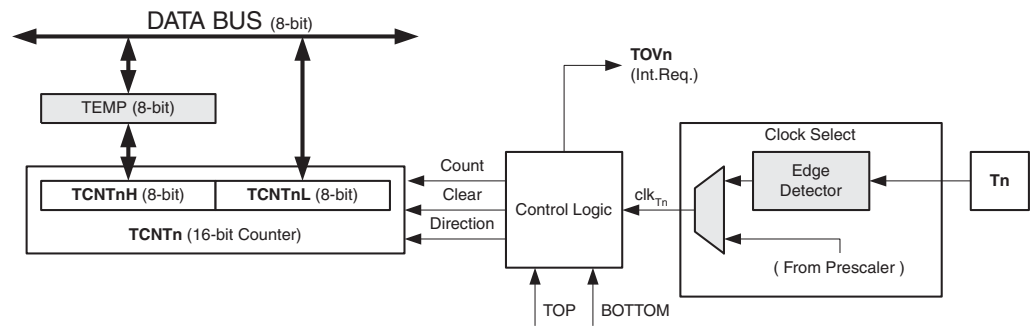 DATA BUS (8-bit)
TEMP (8-bit)
TCNTnH (8-bit)
TCNTnL (8-bit)
TCNTn (16-bit Counter)
Count
Clear
Direction
Control Logic
TOVn
(Int.Req.)
TOP
BOTTOM
clkTn
Clock Select
Edge
Detector
( From Prescaler )
Tn